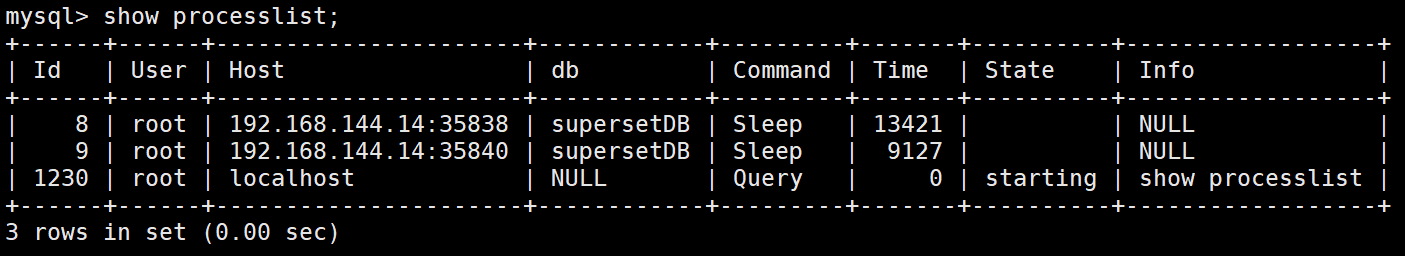 mysql> show processlist;
+------+------+----------------------+------------+---------+-------+----------+------------------+
| Id   | User | Host                 | db         | Command | Time  | State    | Info             |
+------+------+----------------------+------------+---------+-------+----------+------------------+
|    8 | root | 192.168.144.14:35838 | supersetDB | Sleep   | 13421 |          | NULL             |
|    9 | root | 192.168.144.14:35840 | supersetDB | Sleep   |  9127 |          | NULL             |
| 1230 | root | localhost            | NULL       | Query   |     0 | starting | show processlist |
+------+------+----------------------+------------+---------+-------+----------+------------------+
3 rows in set (0.00 sec)